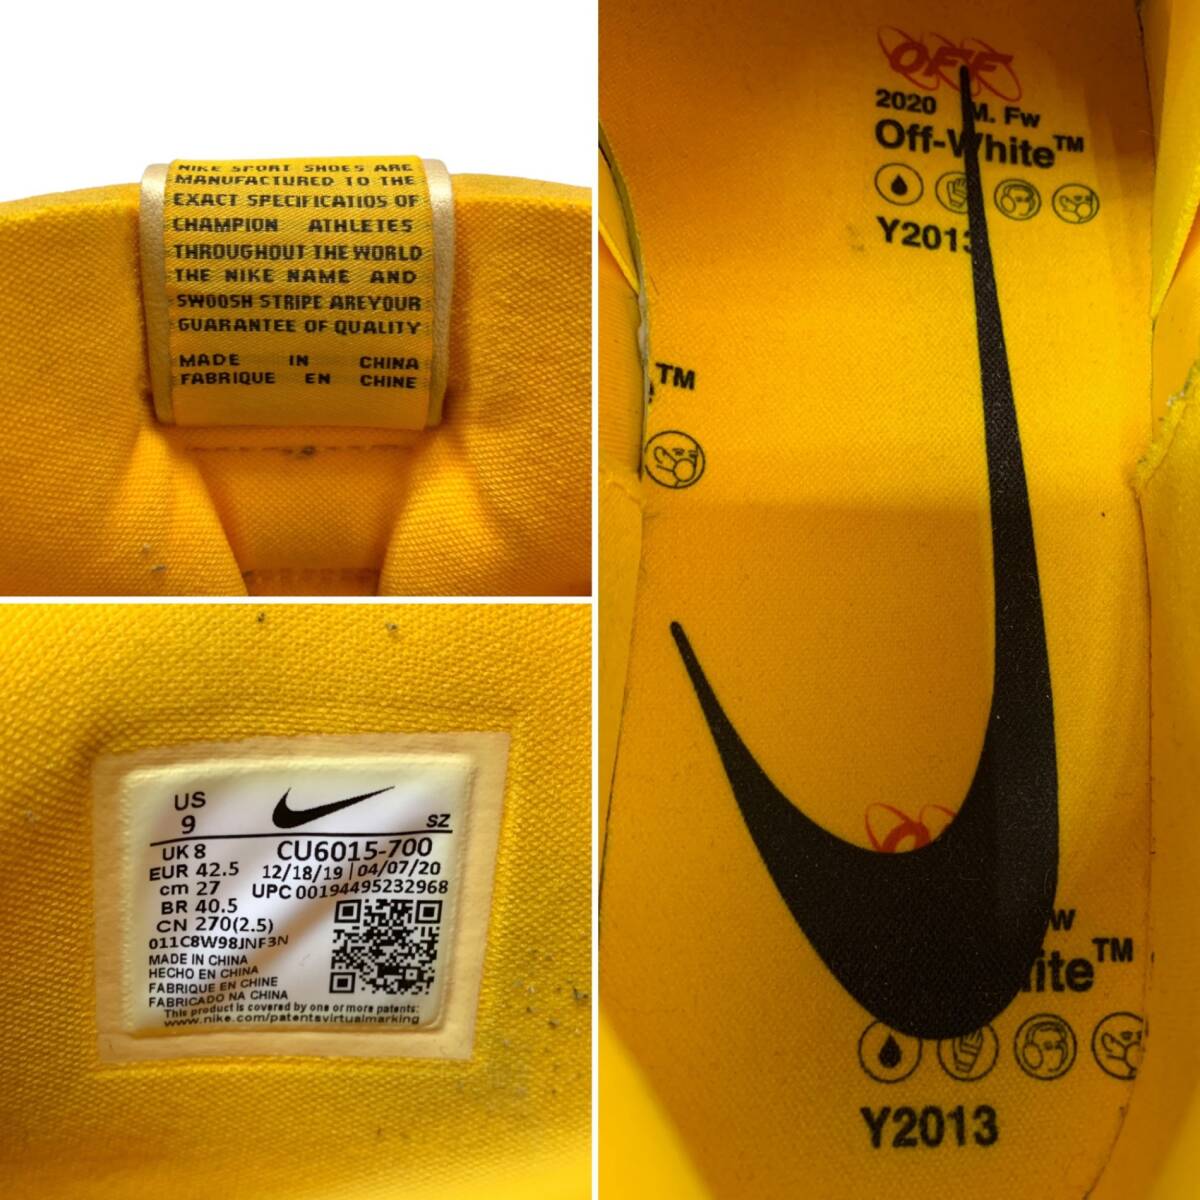 NIKE SPORT SHOES ARE
MANUFACTURED TO THE
EXACT SPECIFICATIOS OF
CHAMPION ATHLETES
THROUGHOUT THE WORLD
THE NIKE NAME AND
SWOOSH STRIPE AREYOUR
GUARANTEE OF QUALITY
MADE IN CHINA
FABRIQUE EN CHINE
US
9
SZ
UK 8
CU6015-700
EUR 42.5
12/18/19 | 04/07/20
cm 27
UPC 00194495232968
BR 40.5
CN 270(2.5)
011C8W98JNF3N
MADE IN CHINA
HECHO EN CHINA
FABRIQUE EN CHINE
FABRICADO NA CHINA
This product is covered by one or more patents:
www.nike.com/patentsvirtualmarking
OFF
2020 M. Fw
Off-White™
Y2013
™
Fw
White™
Y2013